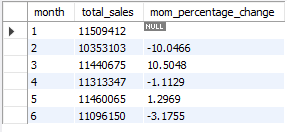 month total_sales mom_percentage_change
1 11509412 NULL
2 10353103 -10.0466
3 11440675 10.5048
4 11313347 -1.1129
5 11460065 1.2969
6 11096150 -3.1755